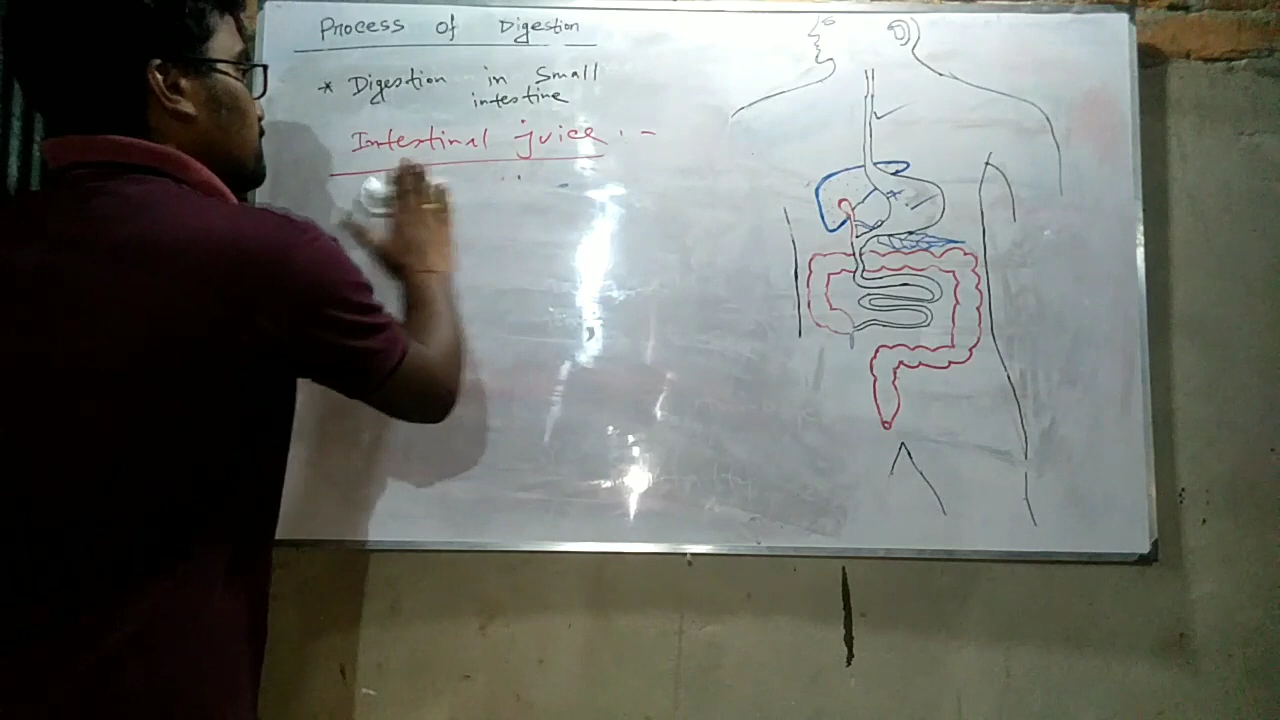 Process of Digestion
* Digestion in Small
intestine
Intestinal juice : -